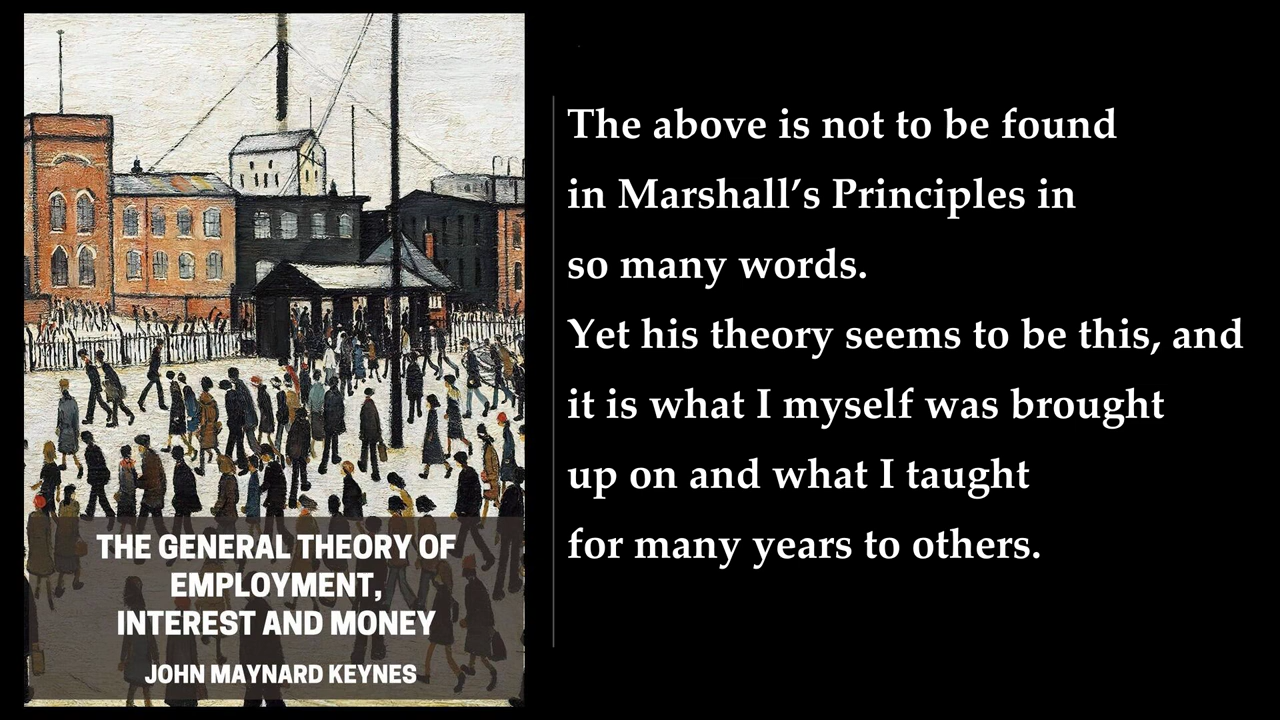 THE GENERAL THEORY OF
EMPLOYMENT,
INTEREST AND MONEY
JOHN MAYNARD KEYNES
The above is not to be found
in Marshall’s Principles in
so many words.
Yet his theory seems to be this, and
it is what I myself was brought
up on and what I taught
for many years to others.